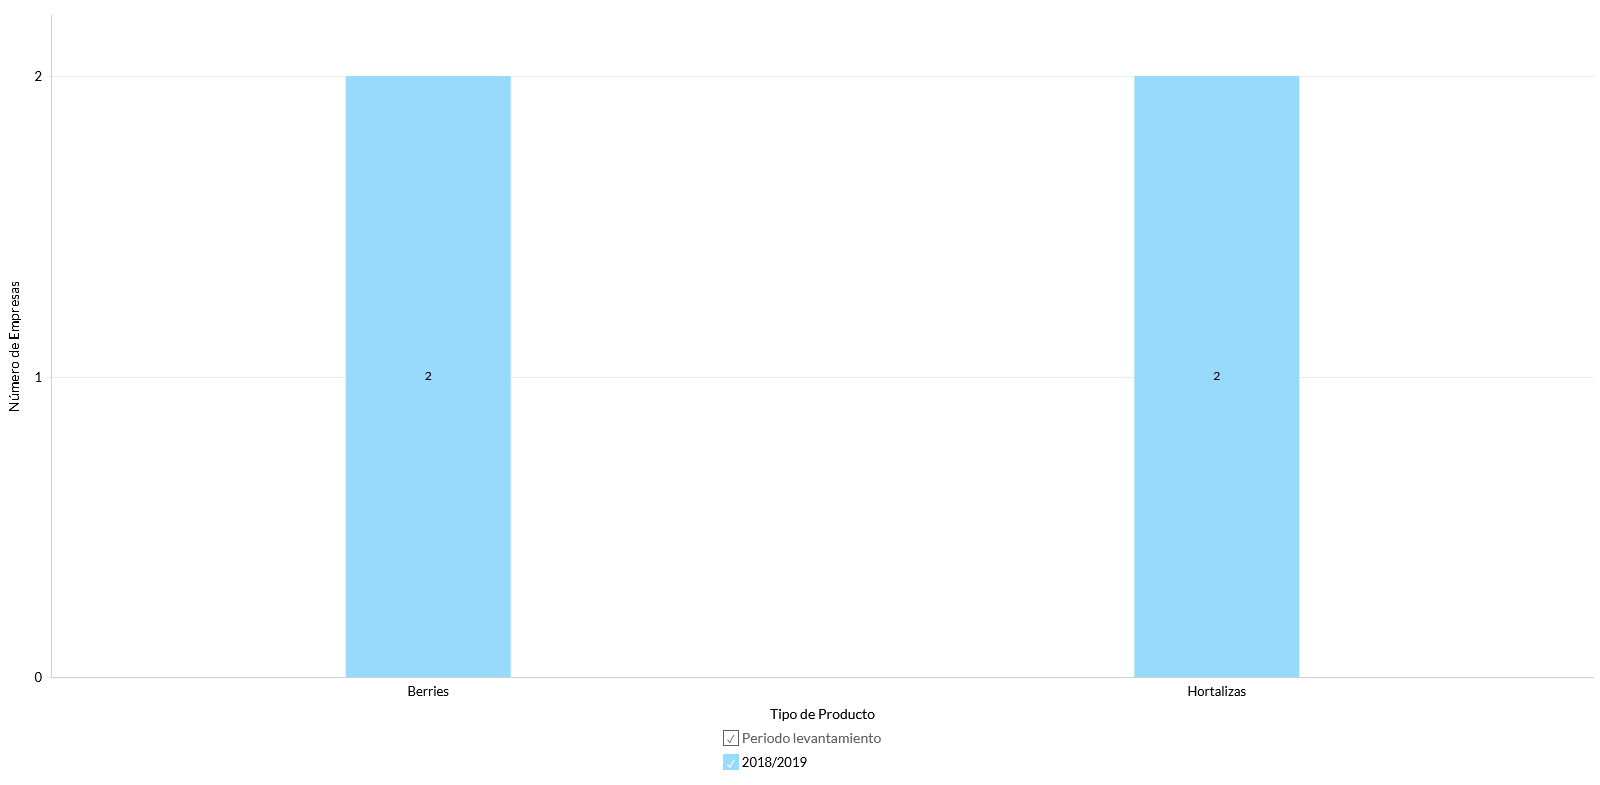 Número de Empresas
2
1
0
2
2
Berries
Hortalizas
Tipo de Producto
Periodo levantamiento
2018/2019